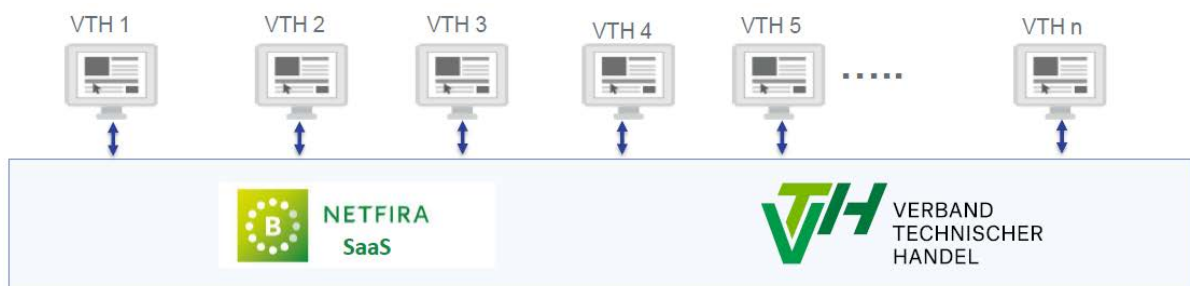 VTH 1
VTH 2
VTH 3
VTH 4
VTH 5
.....
VTH n
B
NETFIRA
SaaS
VTH
VERBAND
TECHNISCHER
HANDEL